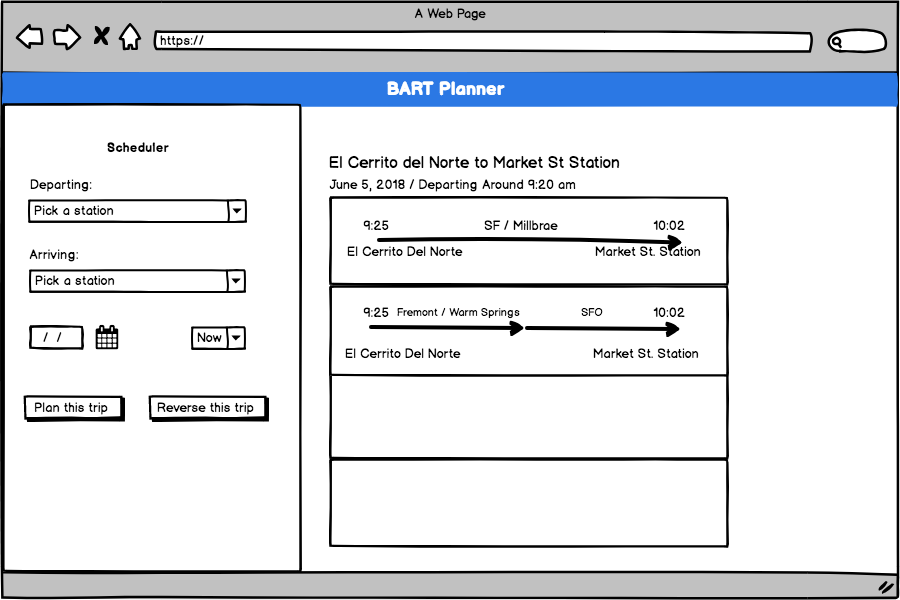 A Web Page
https://
BART Planner
Scheduler
Departing:
Pick a station
Arriving:
Pick a station
/ /
Now
Plan this trip
Reverse this trip
El Cerrito del Norte to Market St Station
June 5, 2018 / Departing Around 9:20 am
9:25 SF / Millbrae 10:02
El Cerrito Del Norte Market St. Station
9:25 Fremont / Warm Springs SFO 10:02
El Cerrito Del Norte Market St. Station